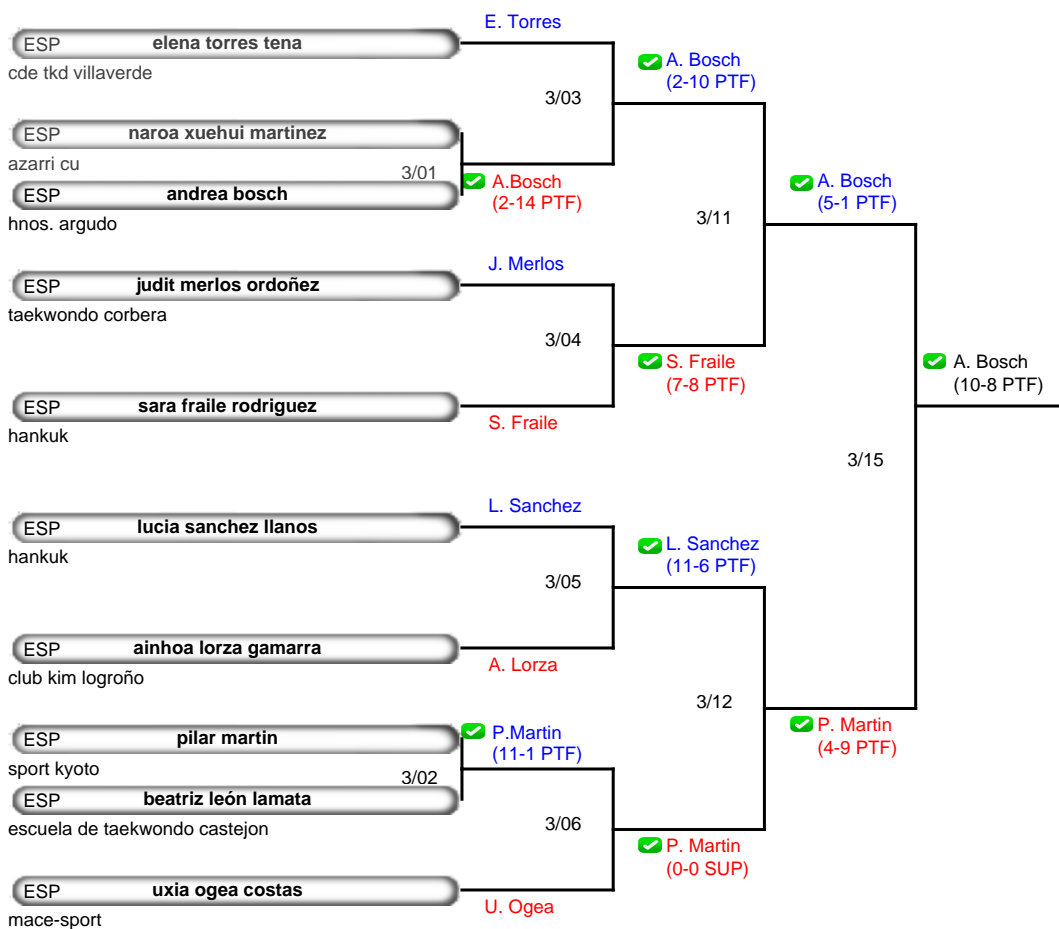 E. Torres
ESP elena torres tena
cde tkd villaverde
A. Bosch
(2-10 PTF)
3/03
ESP naroa xuehui martinez
azarri cu
3/01
ESP andrea bosch
hnos. argudo
A.Bosch
(2-14 PTF)
A. Bosch
(5-1 PTF)
3/11
J. Merlos
ESP judit merlos ordoñez
taekwondo corbera
3/04
S. Fraile
(7-8 PTF)
A. Bosch
(10-8 PTF)
ESP sara fraile rodriguez
hankuk
S. Fraile
3/15
L. Sanchez
ESP lucia sanchez llanos
hankuk
L. Sanchez
(11-6 PTF)
3/05
ESP ainhoa lorza gamarra
club kim logroño
A. Lorza
3/12
P. Martin
(4-9 PTF)
P.Martin
(11-1 PTF)
ESP pilar martin
sport kyoto
3/02
ESP beatriz león lamata
escuela de taekwondo castejon
3/06
P. Martin
(0-0 SUP)
ESP uxia ogea costas
mace-sport
U. Ogea